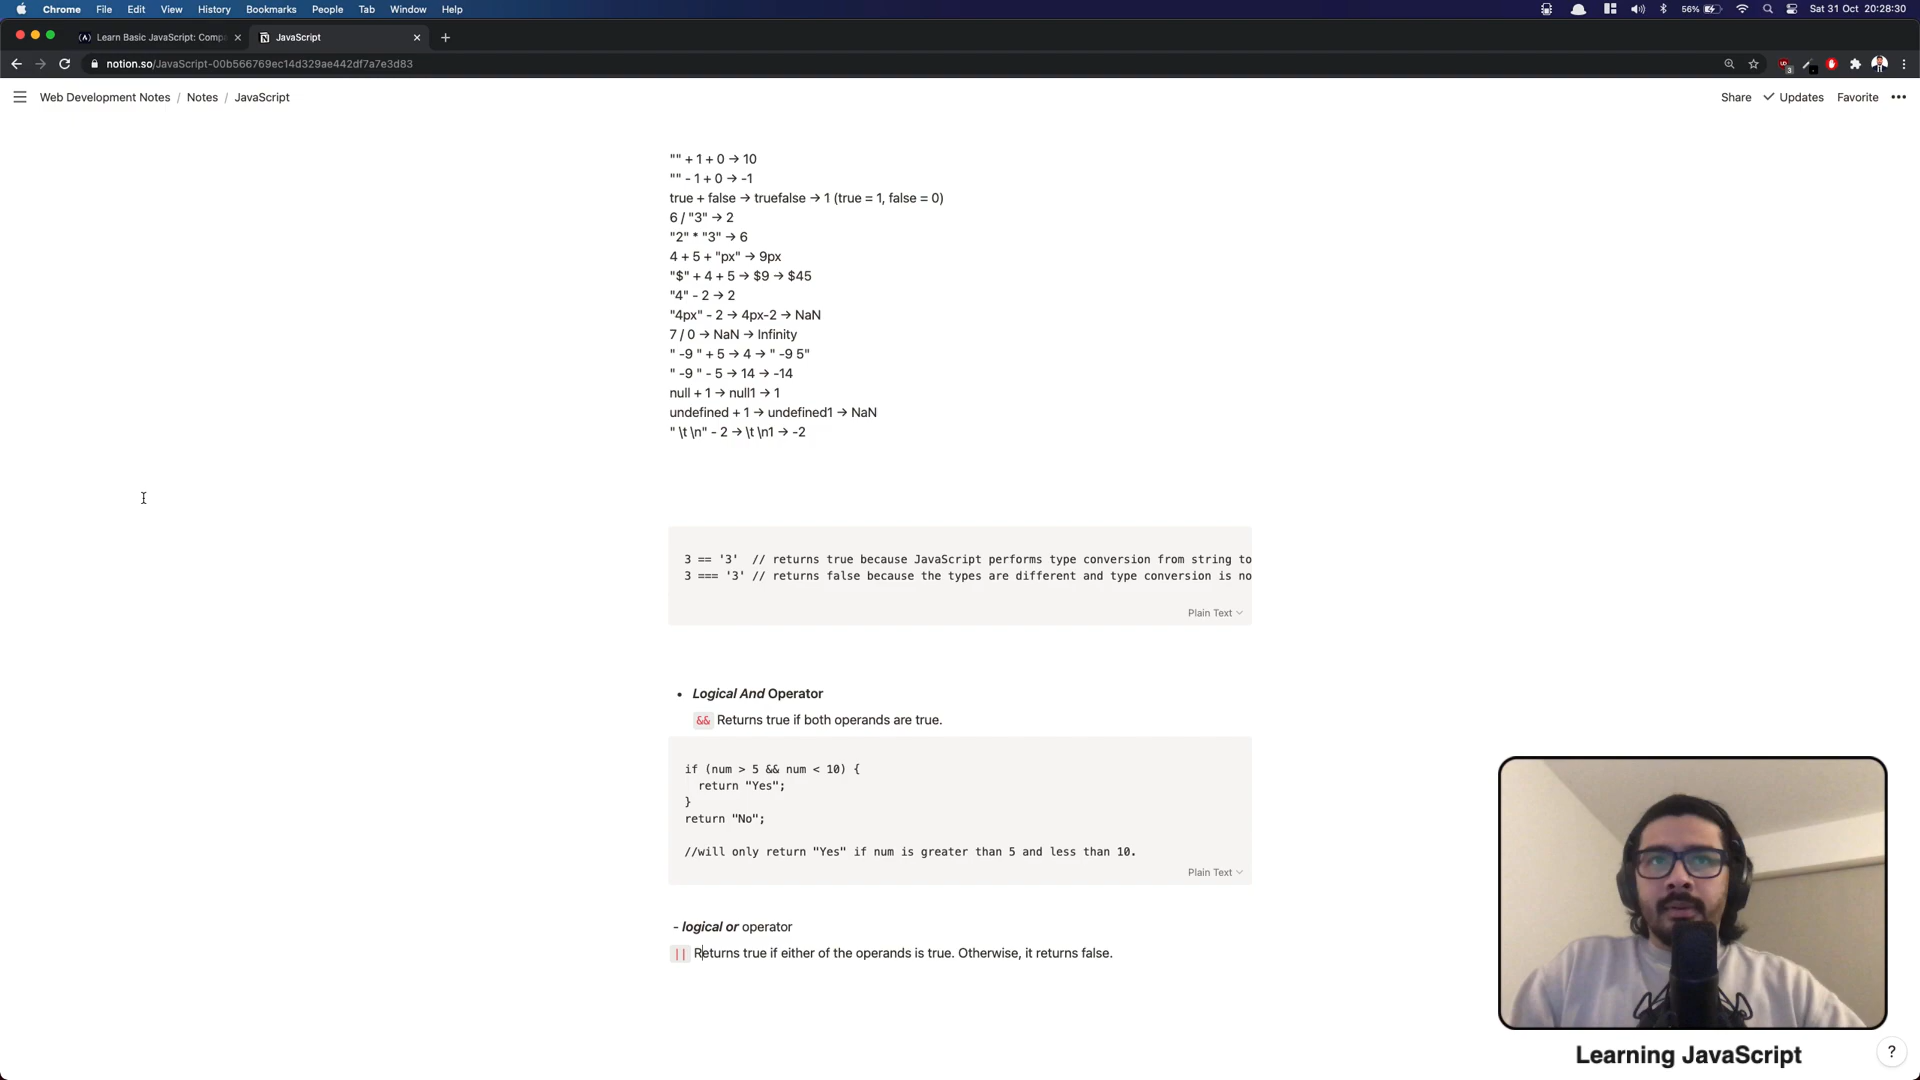 Chrome File Edit View History Bookmarks People Tab Window Help 56% Sat 31 Oct 20:28:30
Learn Basic JavaScript: Comp JavaScript
notion.so/JavaScript-00b566769ec14d329ae442df7a7e3d83
Web Development Notes / Notes / JavaScript Share Updates Favorite
"" + 1 + 0 → 10
"" - 1 + 0 → -1
true + false → truefalse → 1 (true = 1, false = 0)
6 / "3" → 2
"2" * "3" → 6
4 + 5 + "px" → 9px
"$" + 4 + 5 → $9 → $45
"4" - 2 → 2
"4px" - 2 → 4px-2 → NaN
7 / 0 → NaN → Infinity
" -9 " + 5 → 4 → " -9 5"
" -9 " - 5 → 14 → -14
null + 1 → null1 → 1
undefined + 1 → undefined1 → NaN
" \t \n" - 2 → \t \n1 → -2
3 == '3' // returns true because JavaScript performs type conversion from string to
3 === '3' // returns false because the types are different and type conversion is no
Plain Text
• Logical And Operator
&& Returns true if both operands are true.
if (num > 5 && num < 10) {
return "Yes";
}
return "No";
//will only return "Yes" if num is greater than 5 and less than 10.
Plain Text
- logical or operator
|| Returns true if either of the operands is true. Otherwise, it returns false.
Learning JavaScript
?